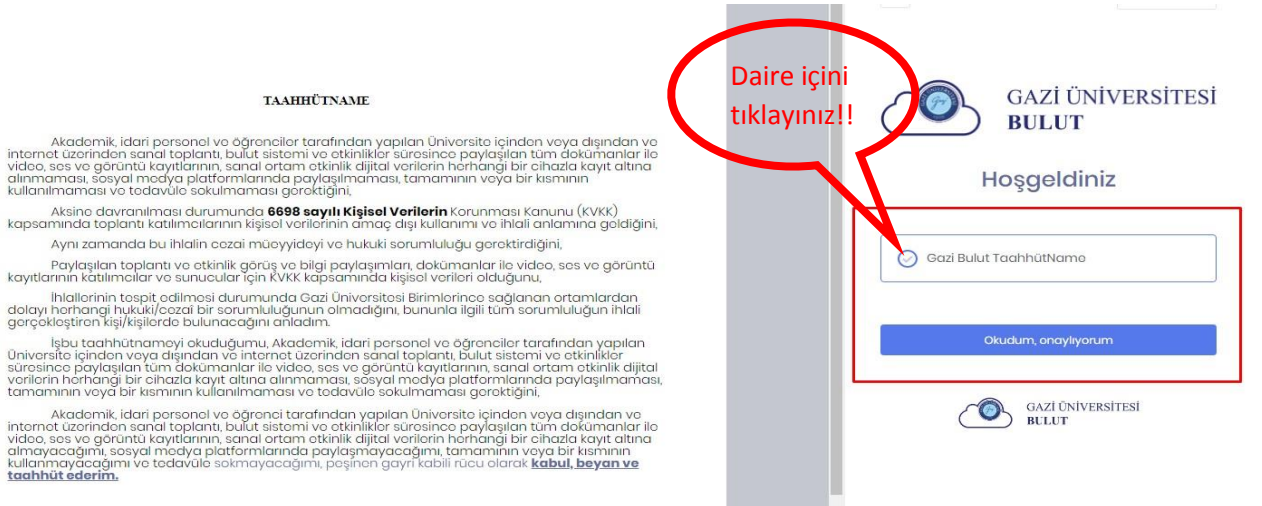 TAAHHÜTNAME
Akademik, idari personel ve öğrenciler tarafından yapılan Üniversite içinden veya dışından ve
internet üzerinden sanal toplantı, bulut sistemi ve etkinlikler süresince paylaşılan tüm dokümanlar ile
video, ses ve görüntü kayıtlarının, sanal ortam etkinlik dijital verilerin herhangi bir cihazla kayıt altına
alınmaması, sosyal medya platformlarında paylaşılmaması, tamamının veya bir kısmının
kullanılmaması ve tedavüle sokulmaması gerektiğini,
Aksine davranılması durumunda 6698 sayılı Kişisel Verilerin Korunması Kanunu (KVKK)
kapsamında toplantı katılımcılarının kişisel verilerinin amaç dışı kullanımı ve ihlali anlamına geldiğini,
Aynı zamanda bu ihlalin cezai müeyyideyi ve hukuki sorumluluğu gerektirdiğini,
Paylaşılan toplantı ve etkinlik görüş ve bilgi paylaşımları, dokümanlar ile video, ses ve görüntü
kayıtlarının katılımcılar ve sunucular için KVKK kapsamında kişisel verileri olduğunu,
İhlallerinin tespit edilmesi durumunda Gazi Üniversitesi Birimlerince sağlanan ortamlardan
dolayı herhangi hukuki/cezaî bir sorumluluğunun olmadığını, bununla ilgili tüm sorumluluğun ihlali
gerçekleştiren kişi/kişilerde bulunacağını anladım.
İşbu taahhütnameyi okuduğumu, Akademik, idari personel ve öğrenciler tarafından yapılan
Üniversite içinden veya dışından ve internet üzerinden sanal toplantı, bulut sistemi ve etkinlikler
süresince paylaşılan tüm dokümanlar ile video, ses ve görüntü kayıtlarının, sanal ortam etkinlik dijital
verilerin herhangi bir cihazla kayıt altına alınmaması, sosyal medya platformlarında paylaşılmaması,
tamamının veya bir kısmının kullanılmaması ve tedavüle sokulmaması gerektiğini,
Akademik, idari personel ve öğrenci tarafından yapılan Üniversite içinden veya dışından ve
internet üzerinden sanal toplantı, bulut sistemi ve etkinlikler süresince paylaşılan tüm dokümanlar ile
video, ses ve görüntü kayıtlarının, sanal ortam etkinlik dijital verilerin herhangi bir cihazla kayıt altına
almayacağımı, sosyal medya platformlarında paylaşmayacağımı, tamamının veya bir kısmının
kullanmayacağımı ve tedavüle sokmayacağımı, peşinen gayri kabili rücu olarak kabul, beyan ve
taahhüt ederim.
Daire içini
tıklayınız!!
GAZİ ÜNİVERSİTESİ
BULUT
Hoşgeldiniz
Gazi Bulut TaahhütName
Okudum, onaylıyorum
GAZİ ÜNİVERSİTESİ
BULUT